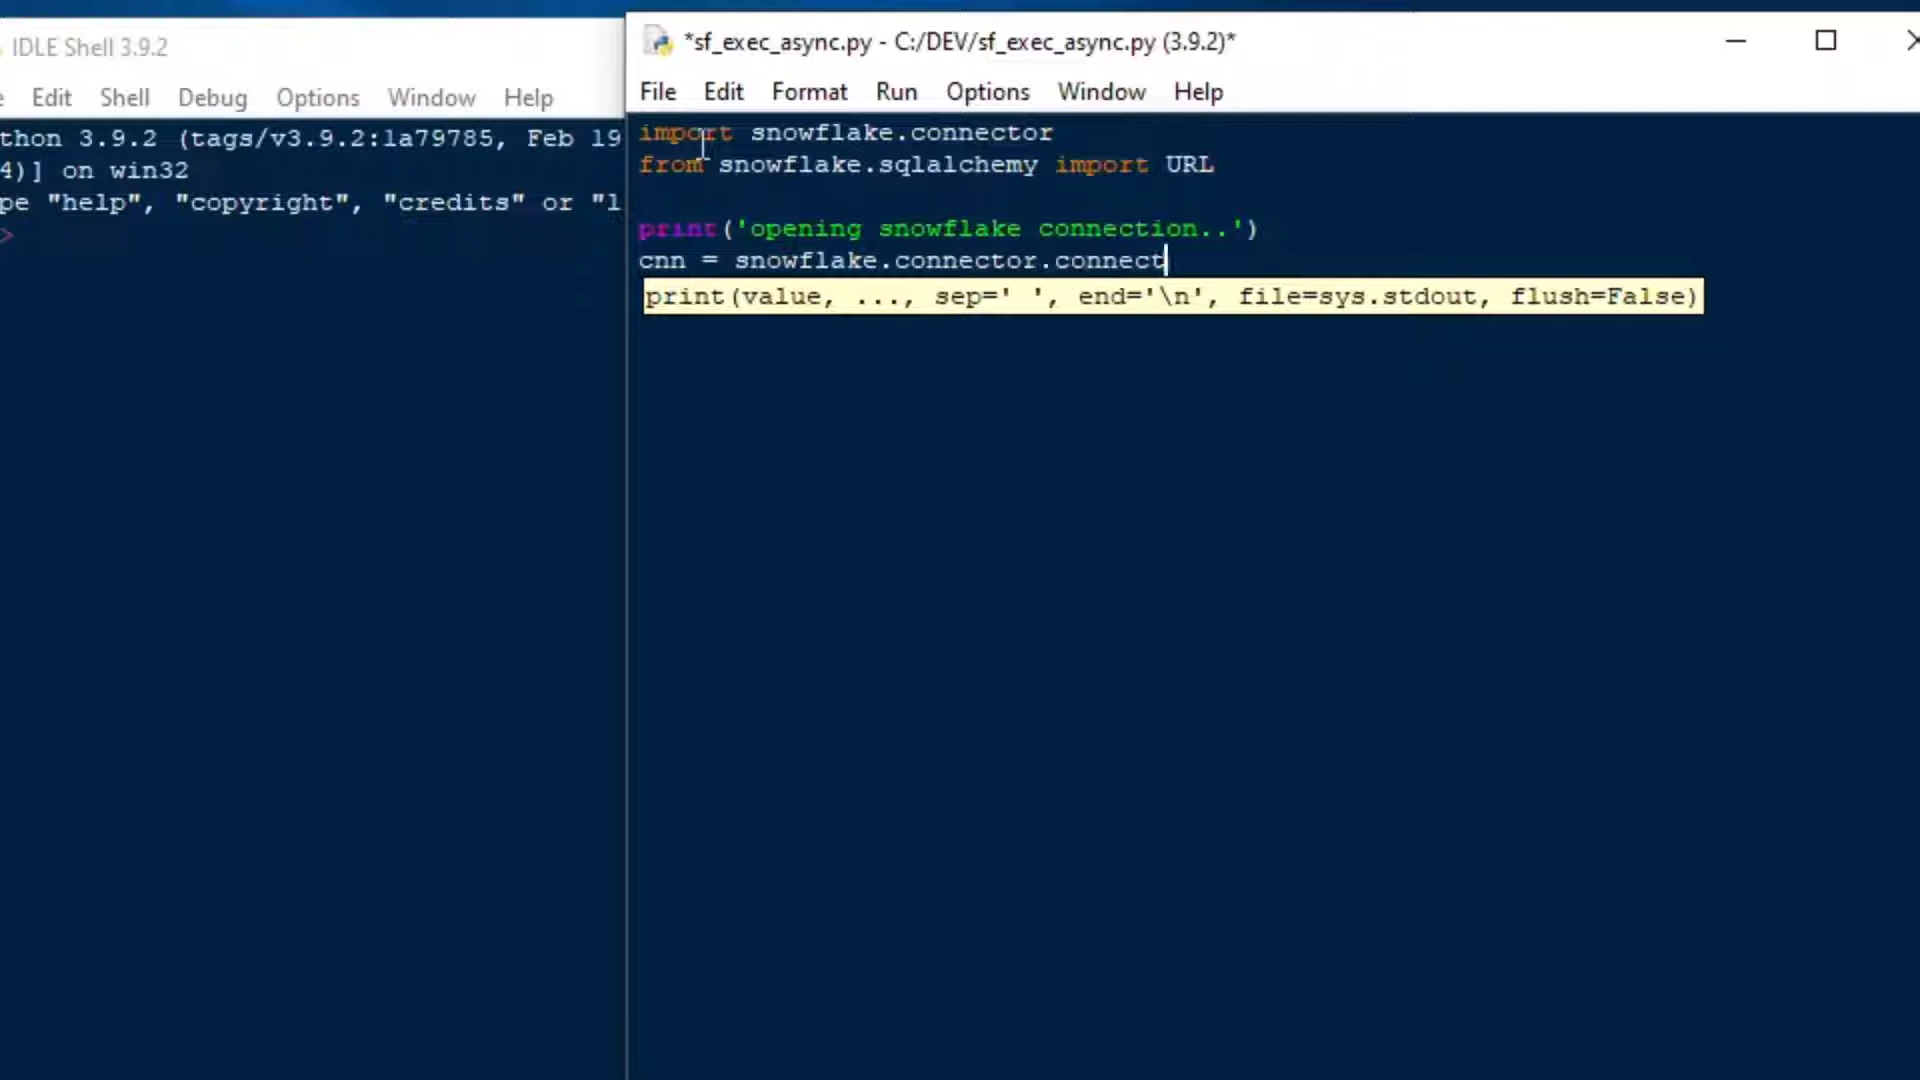 IDLE Shell 3.9.2
Edit Shell Debug Options Window Help
thon 3.9.2 (tags/v3.9.2:1a79785, Feb 19
4)] on win32
pe "help", "copyright", "credits" or "l
>
*sf_exec_async.py - C:/DEV/sf_exec_async.py (3.9.2)*
File Edit Format Run Options Window Help
import snowflake.connector
from snowflake.sqlalchemy import URL
print('opening snowflake connection..')
cnn = snowflake.connector.connect
print(value, ..., sep=' ', end='\n', file=sys.stdout, flush=False)